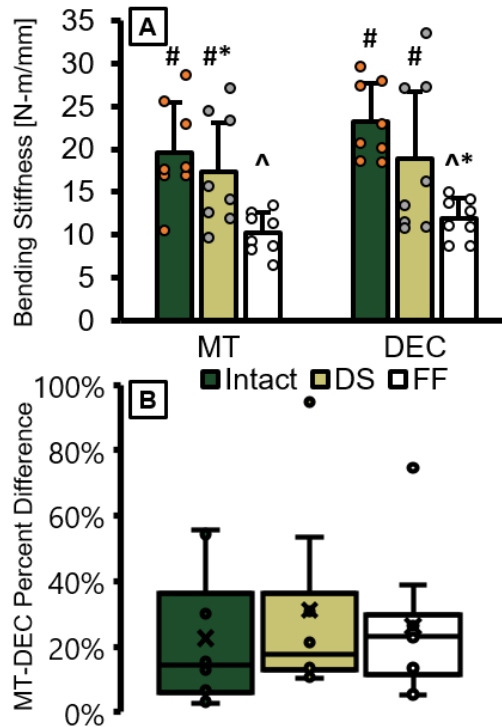 A
Bending Stiffness [N-m/mm]
35
30
25
20
15
10
5
0
# #* ^ # # ^*
MT DEC
Intact DS FF
B
MT-DEC Percent Difference
100%
80%
60%
40%
20%
0%